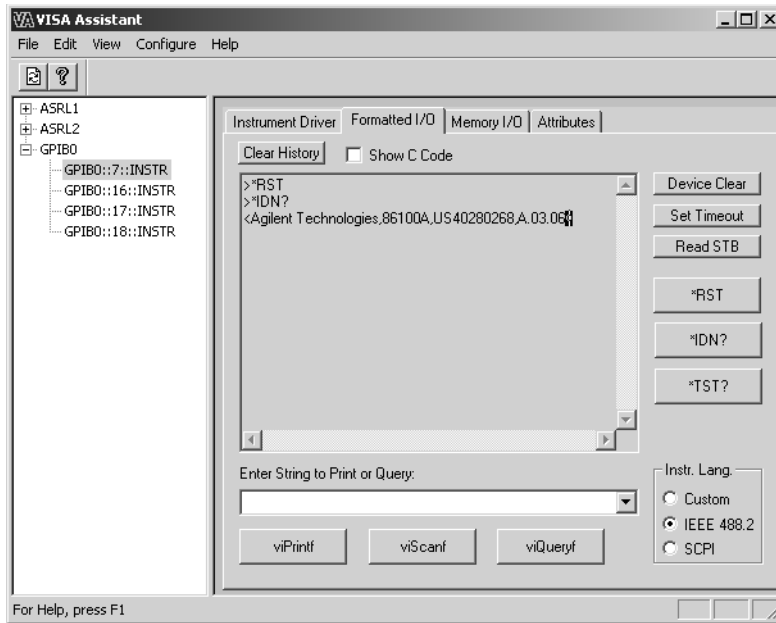 VISA Assistant
File Edit View Configure Help
ASRL1
ASRL2
GPIB0
GPIB0::7::INSTR
GPIB0::16::INSTR
GPIB0::17::INSTR
GPIB0::18::INSTR
Instrument Driver Formatted I/O Memory I/O Attributes
Clear History Show C Code
>*RST
>*IDN?
<Agilent Technologies,86100A,US40280268,A.03.06
Device Clear
Set Timeout
Read STB
*RST
*IDN?
*TST?
Enter String to Print or Query:
viPrintf viScanf viQueryf
Instr. Lang.
Custom
IEEE 488.2
SCPI
For Help, press F1